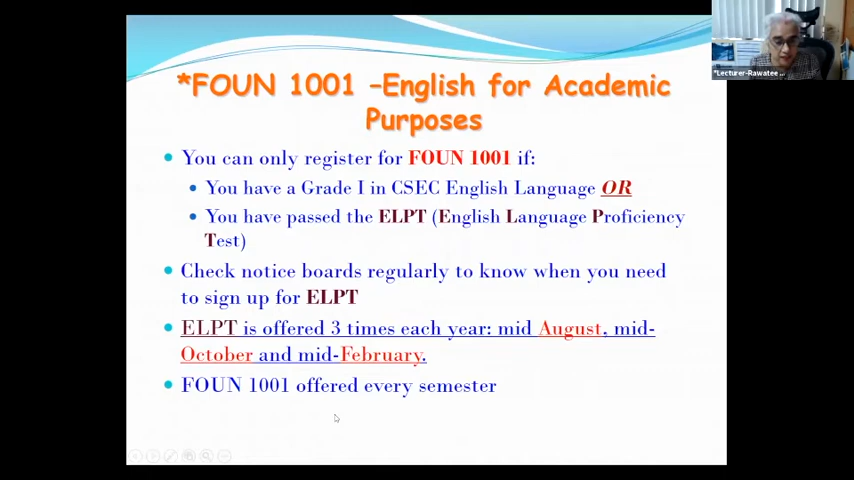 *FOUN 1001 –English for Academic
Purposes
You can only register for FOUN 1001 if:
You have a Grade I in CSEC English Language OR
You have passed the ELPT (English Language Proficiency
Test)
Check notice boards regularly to know when you need
to sign up for ELPT
ELPT is offered 3 times each year: mid August, mid-
October and mid-February.
FOUN 1001 offered every semester
*Lecturer-Rawatee ...